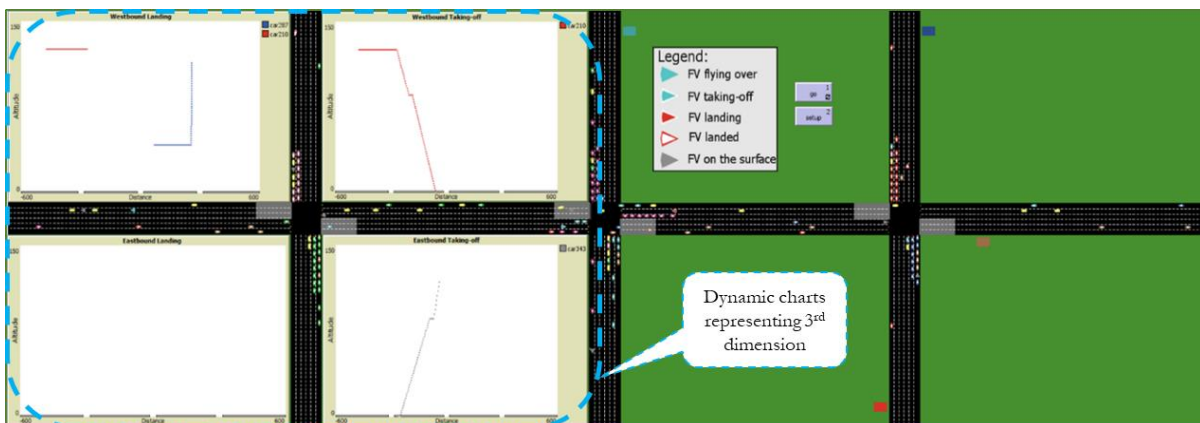 Westbound Landing
150
Altitude
0
-600
Distance
600
car287
car210
Westbound Taking-off
150
Altitude
0
-600
Distance
600
car210
Legend:
FV flying over
FV taking-off
FV landing
FV landed
FV on the surface
go
1
setup
2
Eastbound Landing
150
Altitude
0
-600
Distance
600
Eastbound Taking-off
150
Altitude
0
-600
Distance
600
car343
Dynamic charts
representing 3rd
dimension